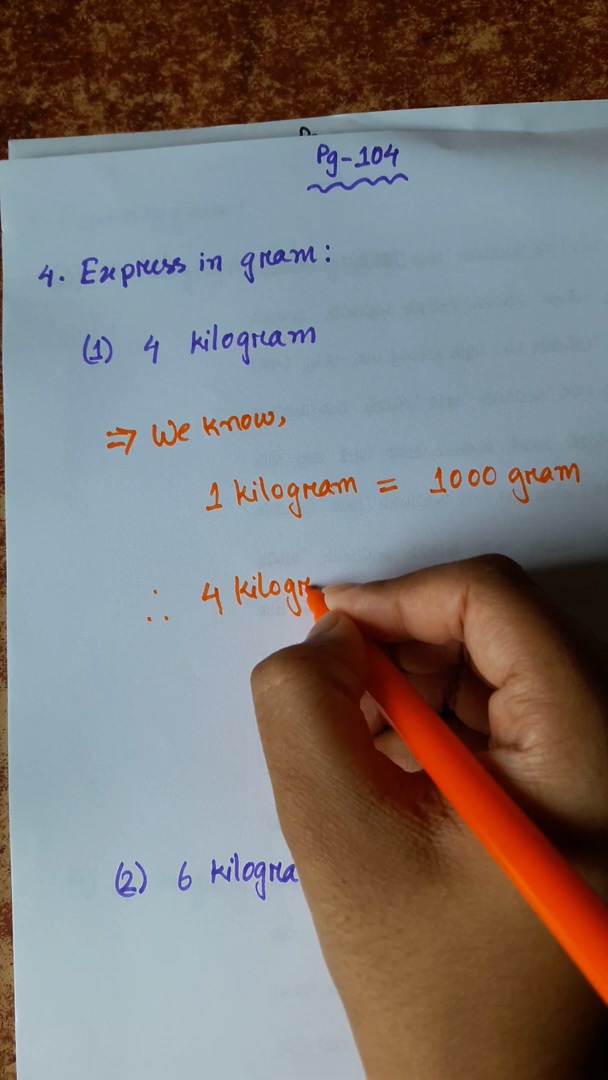 Pg-104
4. Express in gram:
(1) 4 kilogram
⇒ We know,
1 kilogram = 1000 gram
∴ 4 kilogr
(2) 6 kilogra